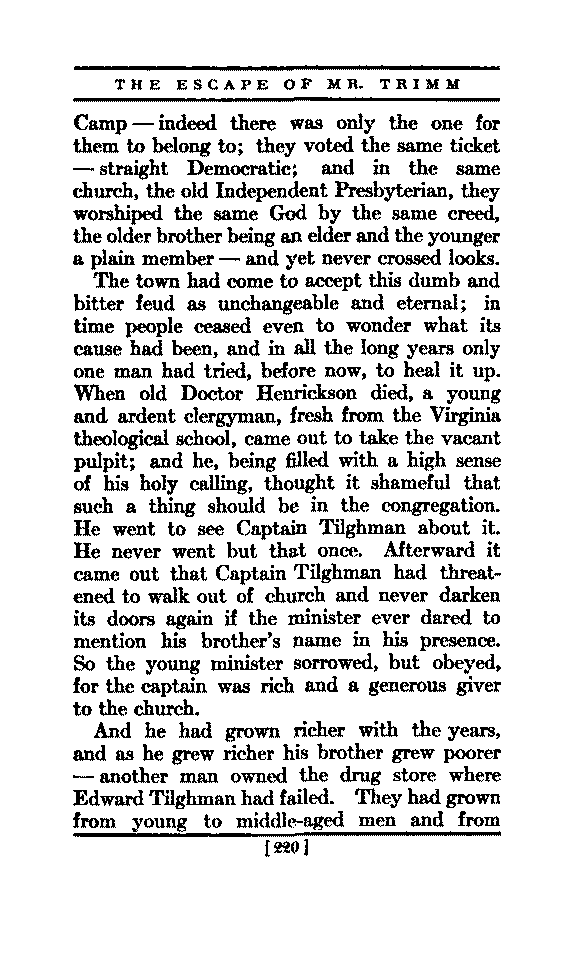 THE ESCAPE OF MR. TRIMM
Camp — indeed there was only the one for
them to belong to; they voted the same ticket
— straight Democratic; and in the same
church, the old Independent Presbyterian, they
worshiped the same God by the same creed,
the older brother being an elder and the younger
a plain member — and yet never crossed looks.
The town had come to accept this dumb and
bitter feud as unchangeable and eternal; in
time people ceased even to wonder what its
cause had been, and in all the long years only
one man had tried, before now, to heal it up.
When old Doctor Henrickson died, a young
and ardent clergyman, fresh from the Virginia
theological school, came out to take the vacant
pulpit; and he, being filled with a high sense
of his holy calling, thought it shameful that
such a thing should be in the congregation.
He went to see Captain Tilghman about it.
He never went but that once. Afterward it
came out that Captain Tilghman had threat-
ened to walk out of church and never darken
its doors again if the minister ever dared to
mention his brother's name in his presence.
So the young minister sorrowed, but obeyed,
for the captain was rich and a generous giver
to the church.
And he had grown richer with the years,
and as he grew richer his brother grew poorer
— another man owned the drug store where
Edward Tilghman had failed. They had grown
from young to middle-aged men and from
[220]